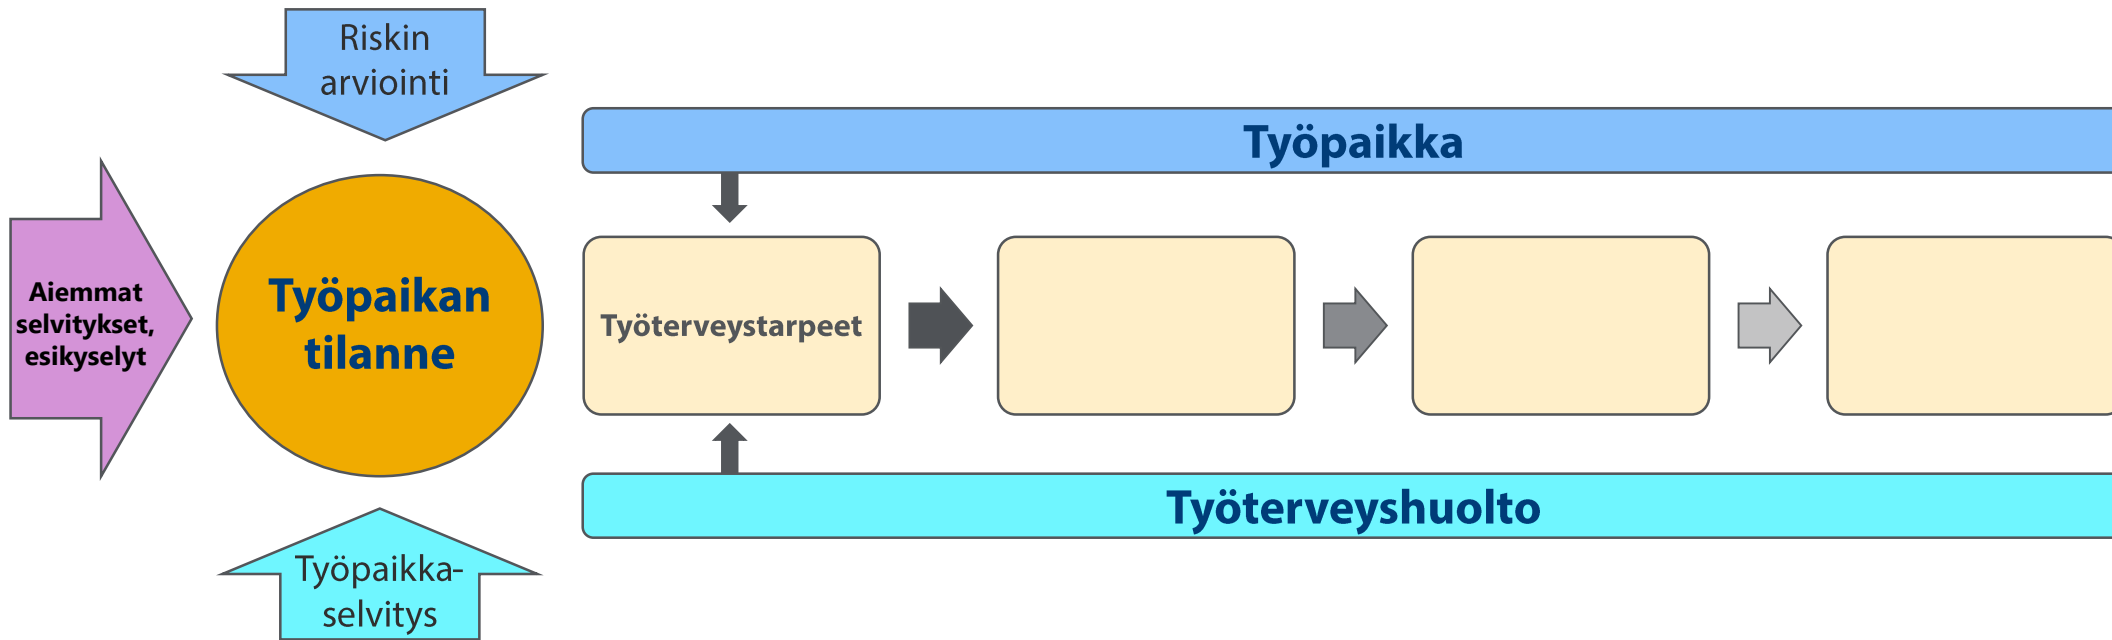 Riskin
arviointi
Työpaikka
Aiemmat
selvitykset,
esikyselyt
Työpaikan
tilanne
Työterveystarpeet
Työterveyshuolto
Työpaikka-
selvitys